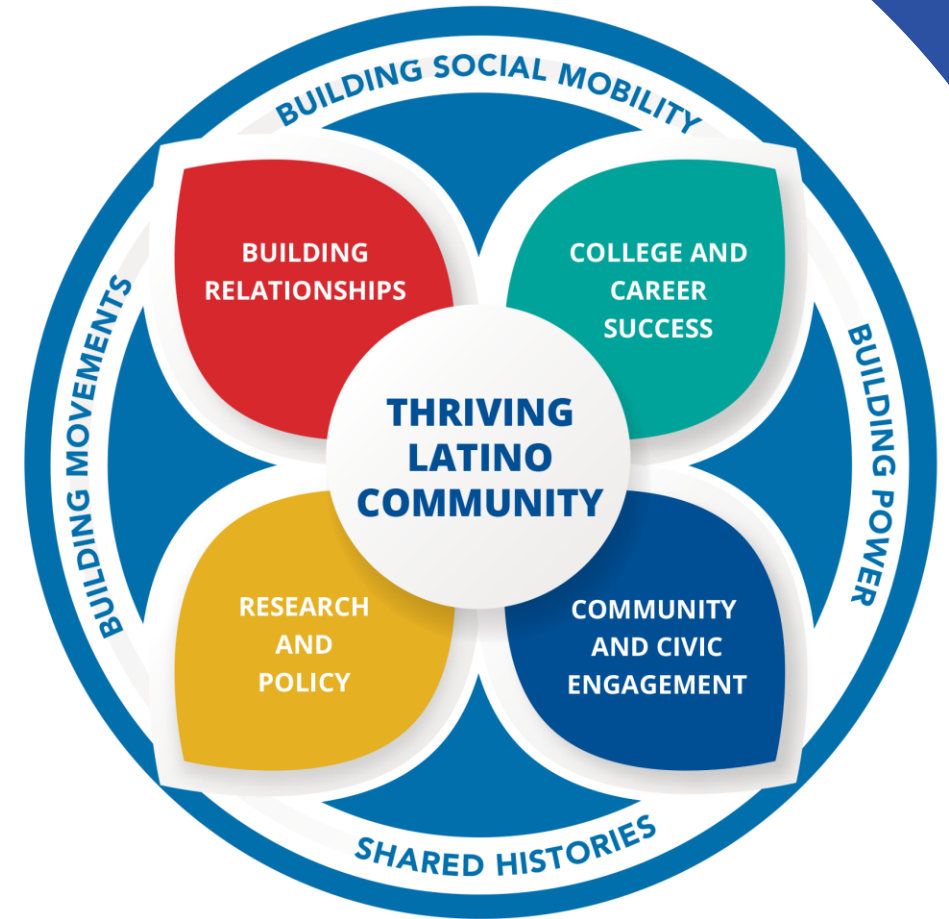 BUILDING SOCIAL MOBILITY
BUILDING
RELATIONSHIPS
COLLEGE AND
CAREER
SUCCESS
BUILDING MOVEMENTS
THRIVING
LATINO
COMMUNITY
BUILDING POWER
RESEARCH
AND
POLICY
COMMUNITY
AND CIVIC
ENGAGEMENT
SHARED HISTORIES